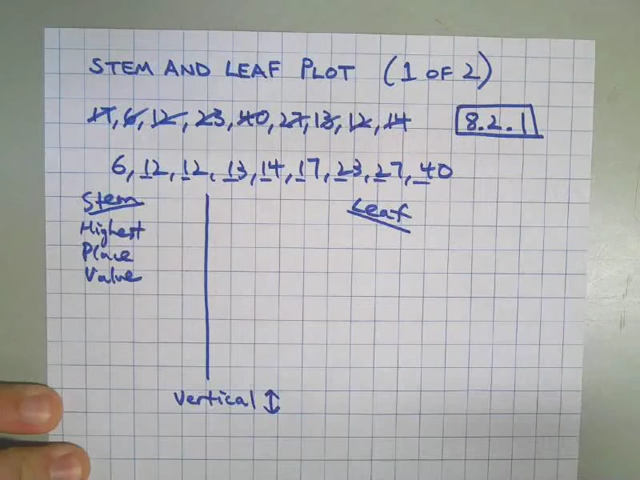 STEM AND LEAF PLOT (1 OF 2)
17, 6, 12, 23, 40, 27, 13, 12, 14
8.2.1
6, 12, 12, 13, 14, 17, 23, 27, 40
Stem
Leaf
Highest
Place
Value
Vertical ↕